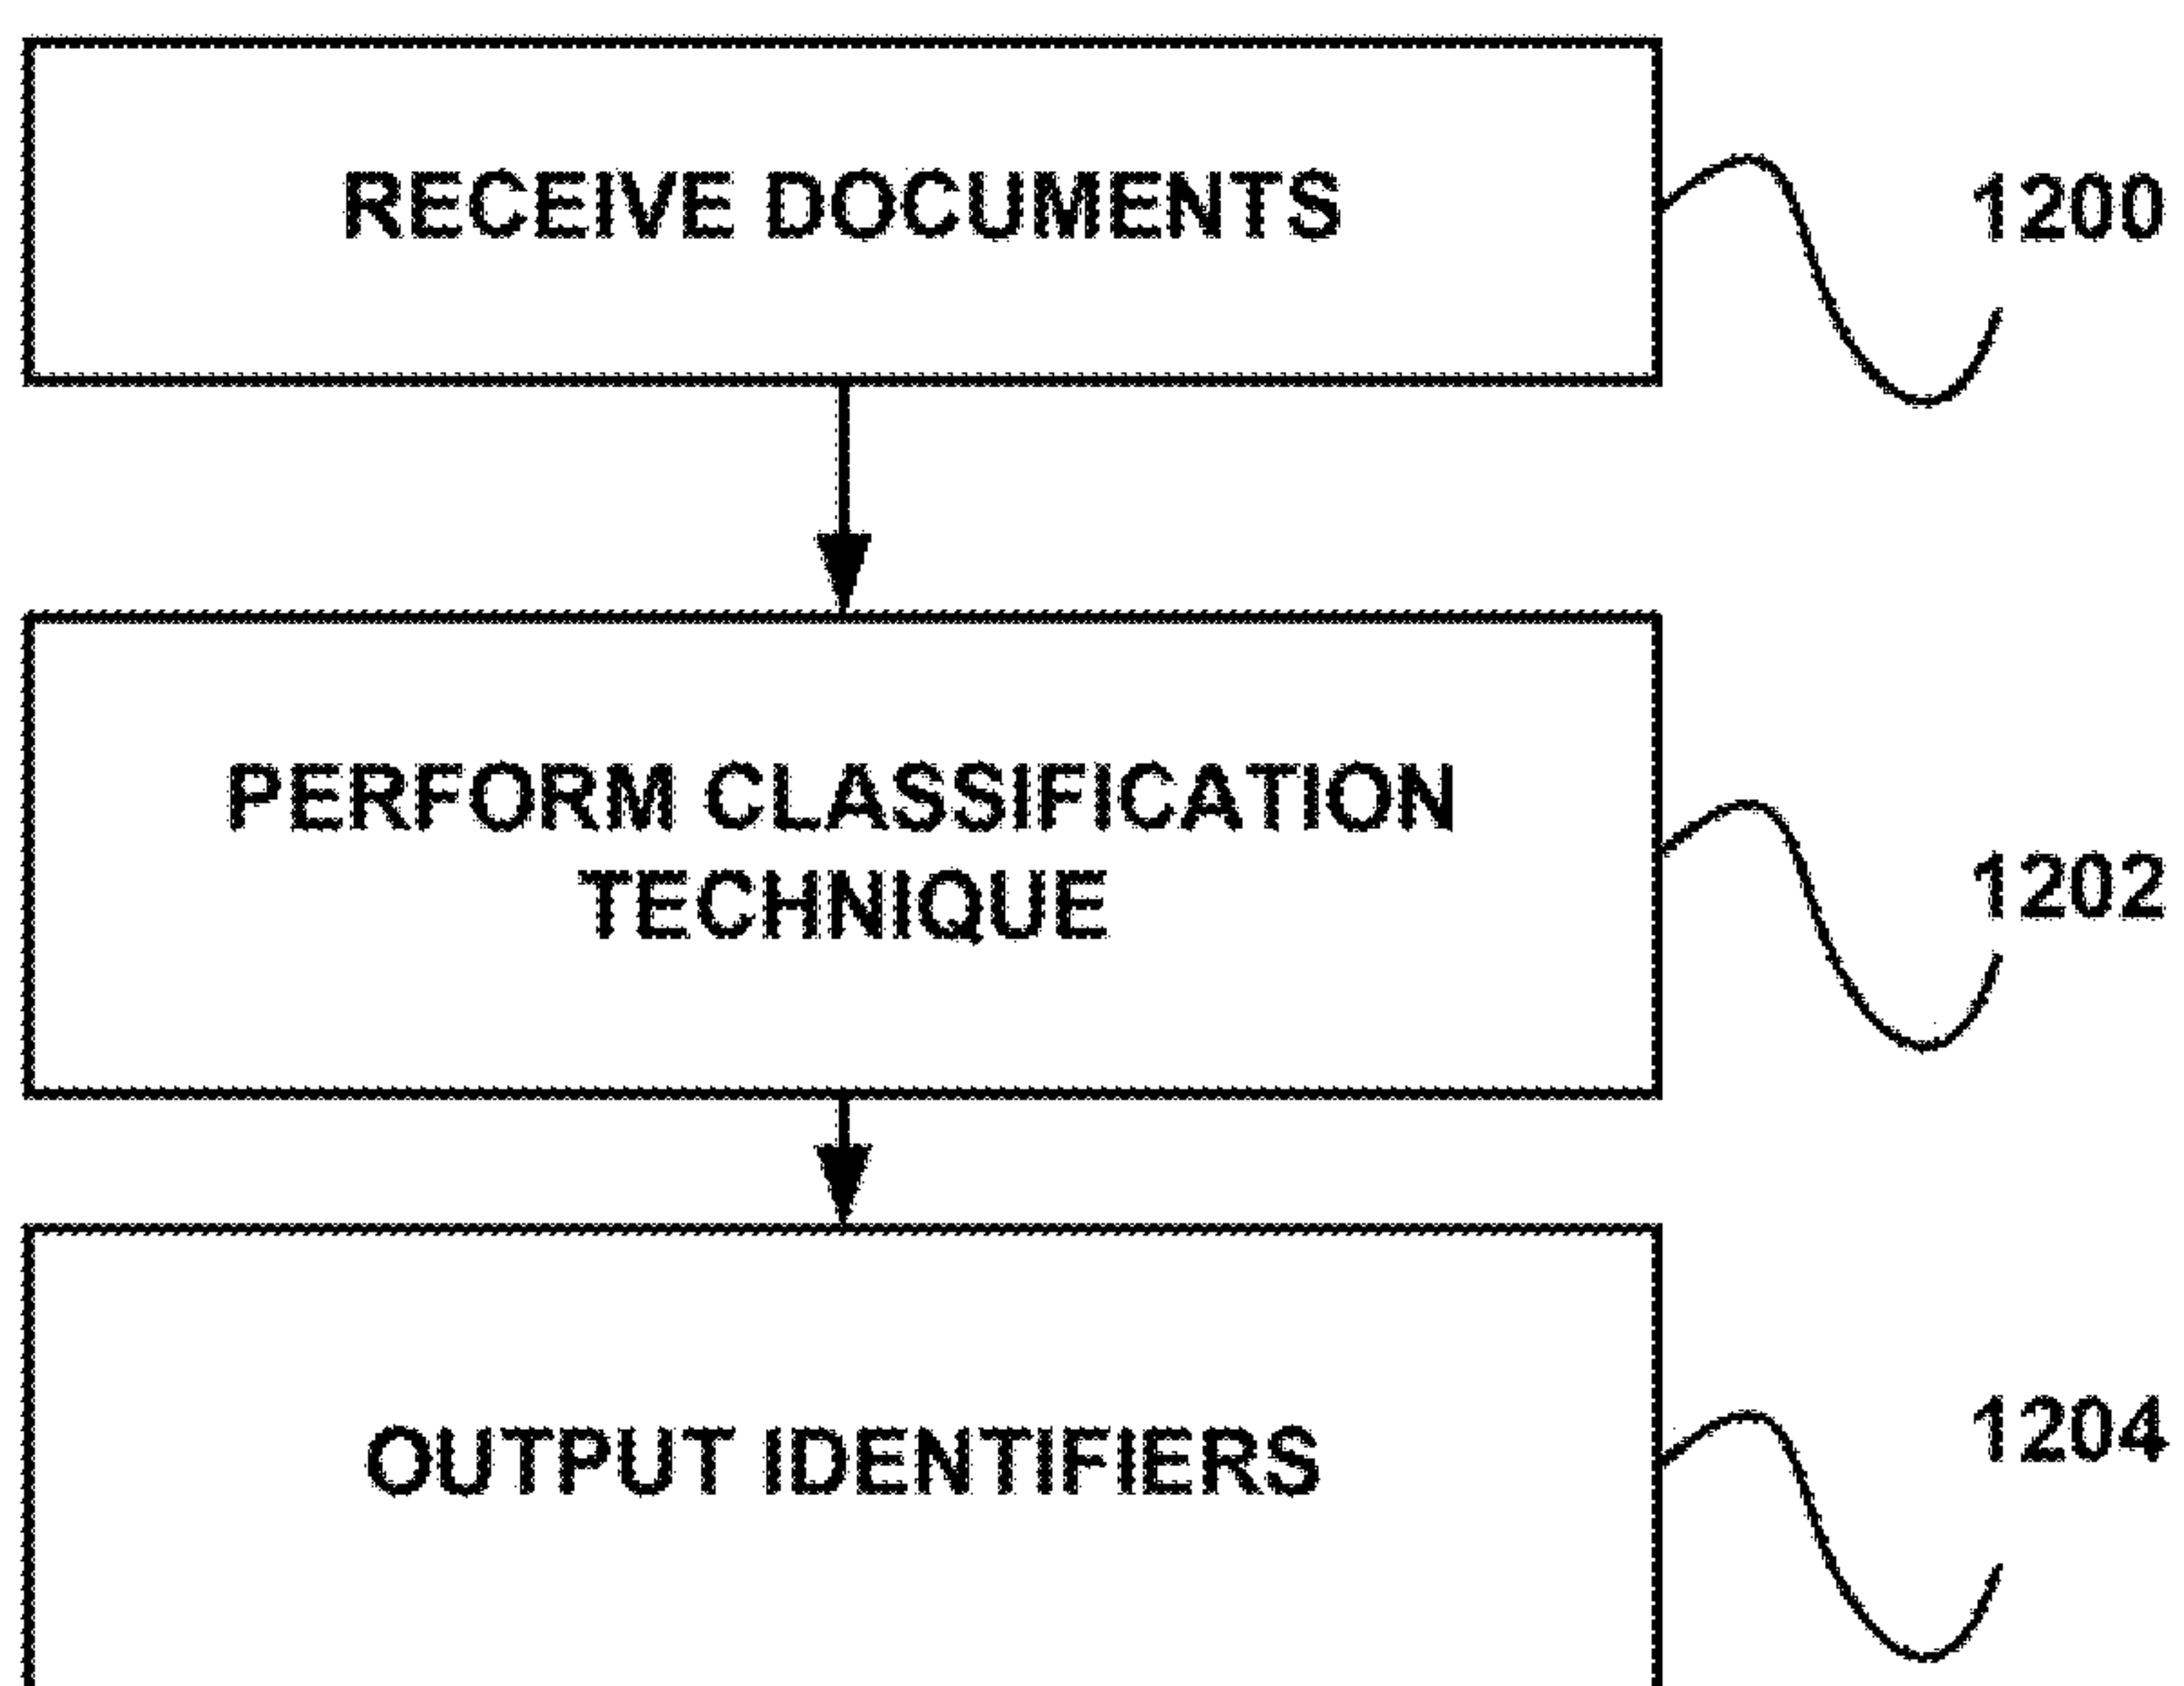 RECEIVE DOCUMENTS
1200
PERFORM CLASSIFICATION
TECHNIQUE
1202
OUTPUT IDENTIFIERS
1204